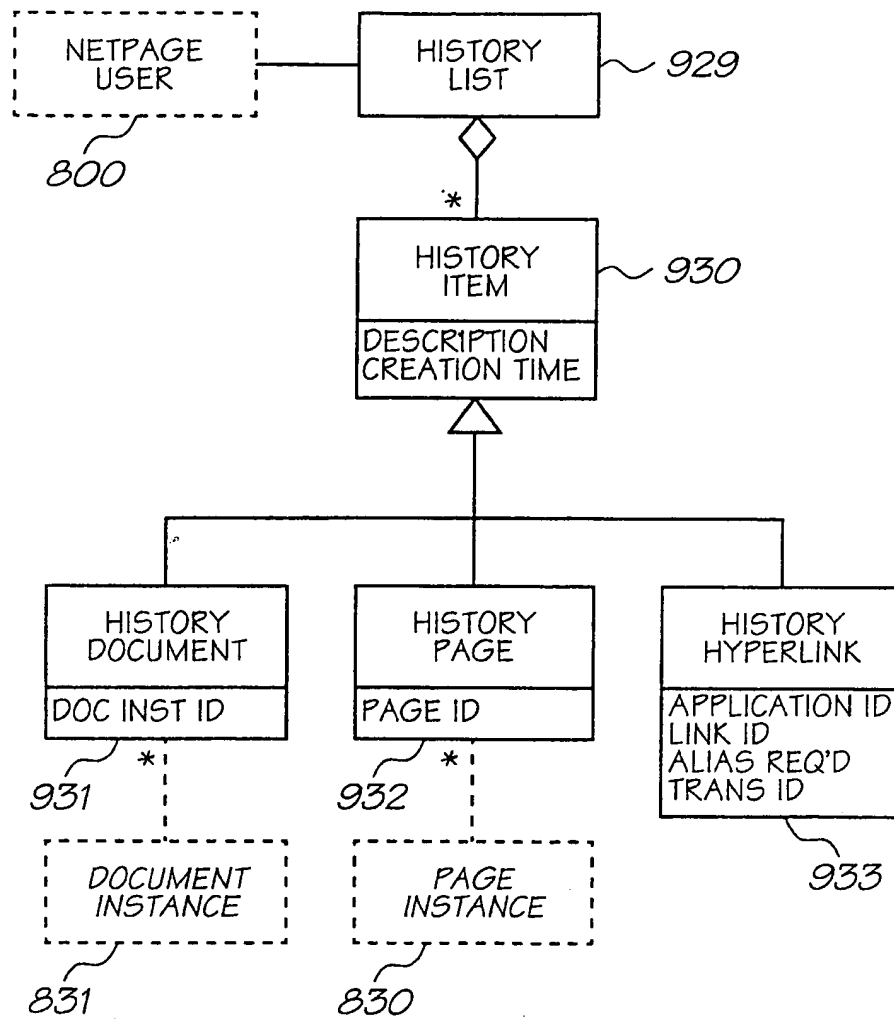 NETPAGE
USER
800
HISTORY
LIST
929
*
HISTORY
ITEM
930
DESCRIPTION
CREATION TIME
HISTORY
DOCUMENT
DOC INST ID
931
*
HISTORY
PAGE
PAGE ID
932
*
HISTORY
HYPERLINK
APPLICATION ID
LINK ID
ALIAS REQ'D
TRANS ID
933
DOCUMENT
INSTANCE
831
PAGE
INSTANCE
830